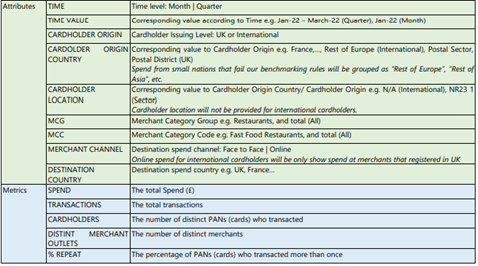 Attributes TIME Time level: Month | Quarter
TIME VALUE Corresponding value according to Time e.g. Jan-22 – March-22 (Quarter), Jan-22 (Month)
CARDHOLDER ORIGIN Cardholder Issuing Level: UK or International
CARDOLDER ORIGIN Corresponding value to Cardholder Origin e.g. France,..., Rest of Europe (International), Postal Sector,
COUNTRY Postal District (UK)
Spend from small nations that fail our benchmarking rules will be grouped as "Rest of Europe", "Rest of
Asia", etc.
CARDHOLDER Corresponding value to Cardholder Origin Country/ Cardholder Origin e.g. N/A (International), NR23 1
LOCATION (Sector)
Cardholder location will not be provided for international cardholders.
MCG Merchant Category Group e.g. Restaurants, and total (All)
MCC Merchant Category Code e.g. Fast Food Restaurants, and total (All)
MERCHANT CHANNEL Destination spend channel: Face to Face | Online
Online spend for international cardholders will be only show spend at merchants that registered in UK
DESTINATION Destination spend country e.g. UK, France...
COUNTRY
Metrics SPEND The total Spend (£)
TRANSACTIONS The total transactions
CARDHOLDERS The number of distinct PANs (cards) who transacted
DISTINT MERCHANT The number of distinct merchants
OUTLETS
% REPEAT The percentage of PANs (cards) who transacted more than once